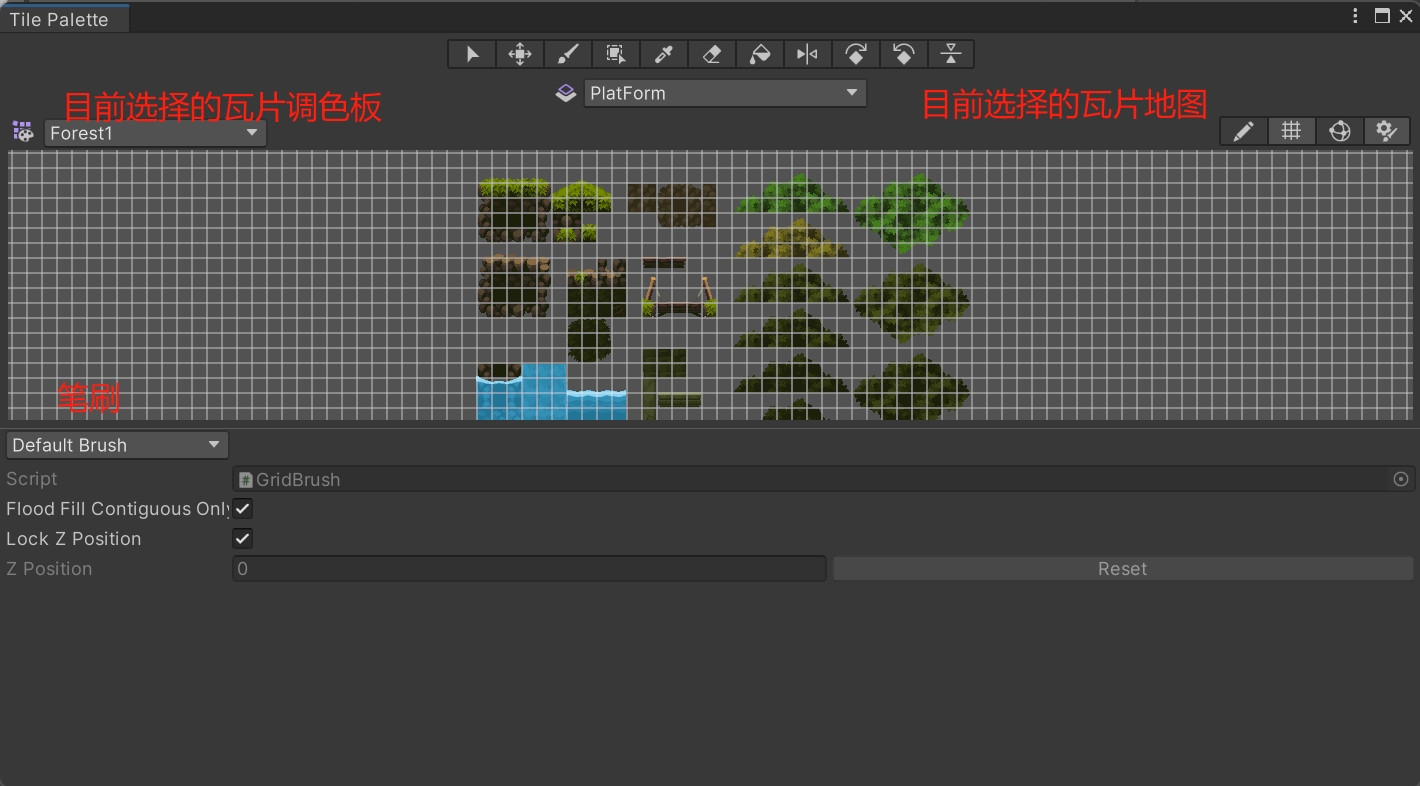 Tile Palette
PlatForm
目前选择的瓦片调色板
目前选择的瓦片地图
Forest1
笔刷
Default Brush
Script
GridBrush
Flood Fill Contiguous Only
Lock Z Position
Z Position
0
Reset